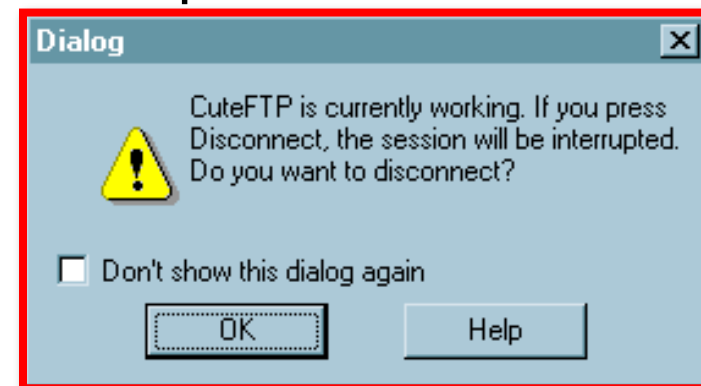 Dialog
CuteFTP is currently working. If you press
Disconnect, the session will be interrupted.
Do you want to disconnect?
Don't show this dialog again
OK Help